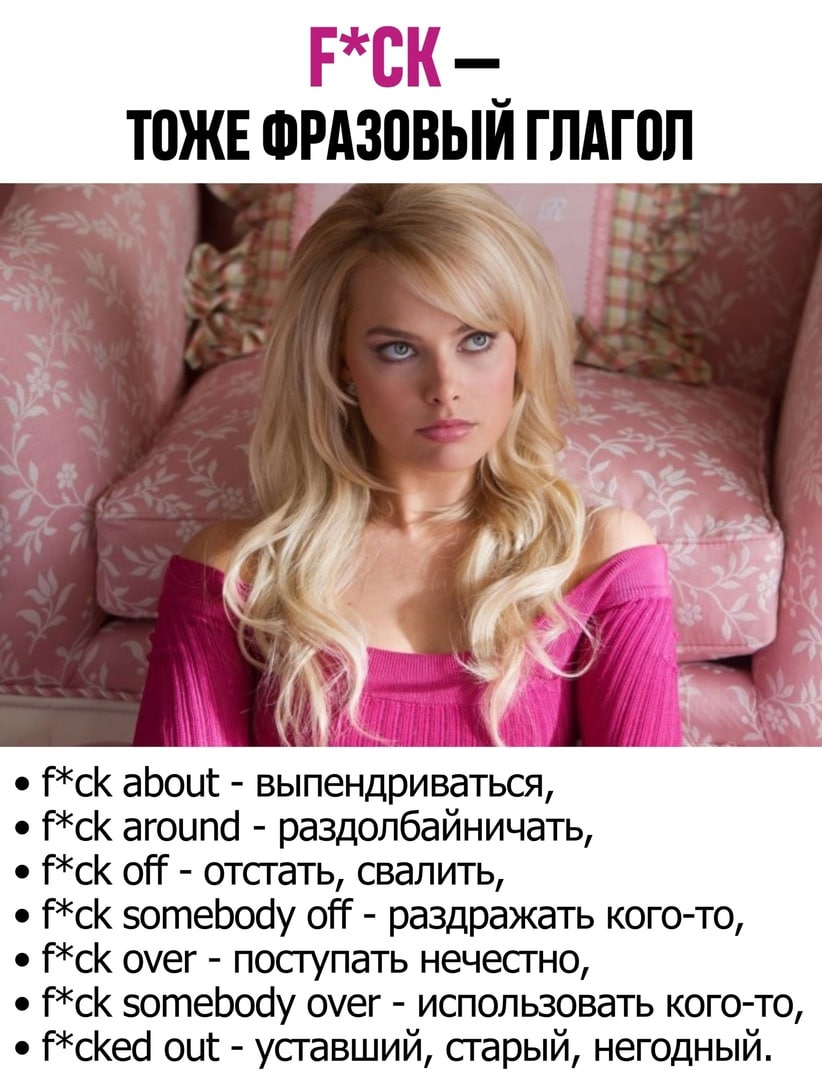 F*CK –
ТОЖЕ ФРАЗОВЫЙ ГЛАГОЛ
• f*ck about - выпендриваться,
• f*ck around - раздолбайничать,
• f*ck off - отстать, свалить,
• f*ck somebody off - раздражать кого-то,
• f*ck over - поступать нечестно,
• f*ck somebody over - использовать кого-то,
• f*cked out - уставший, старый, негодный.